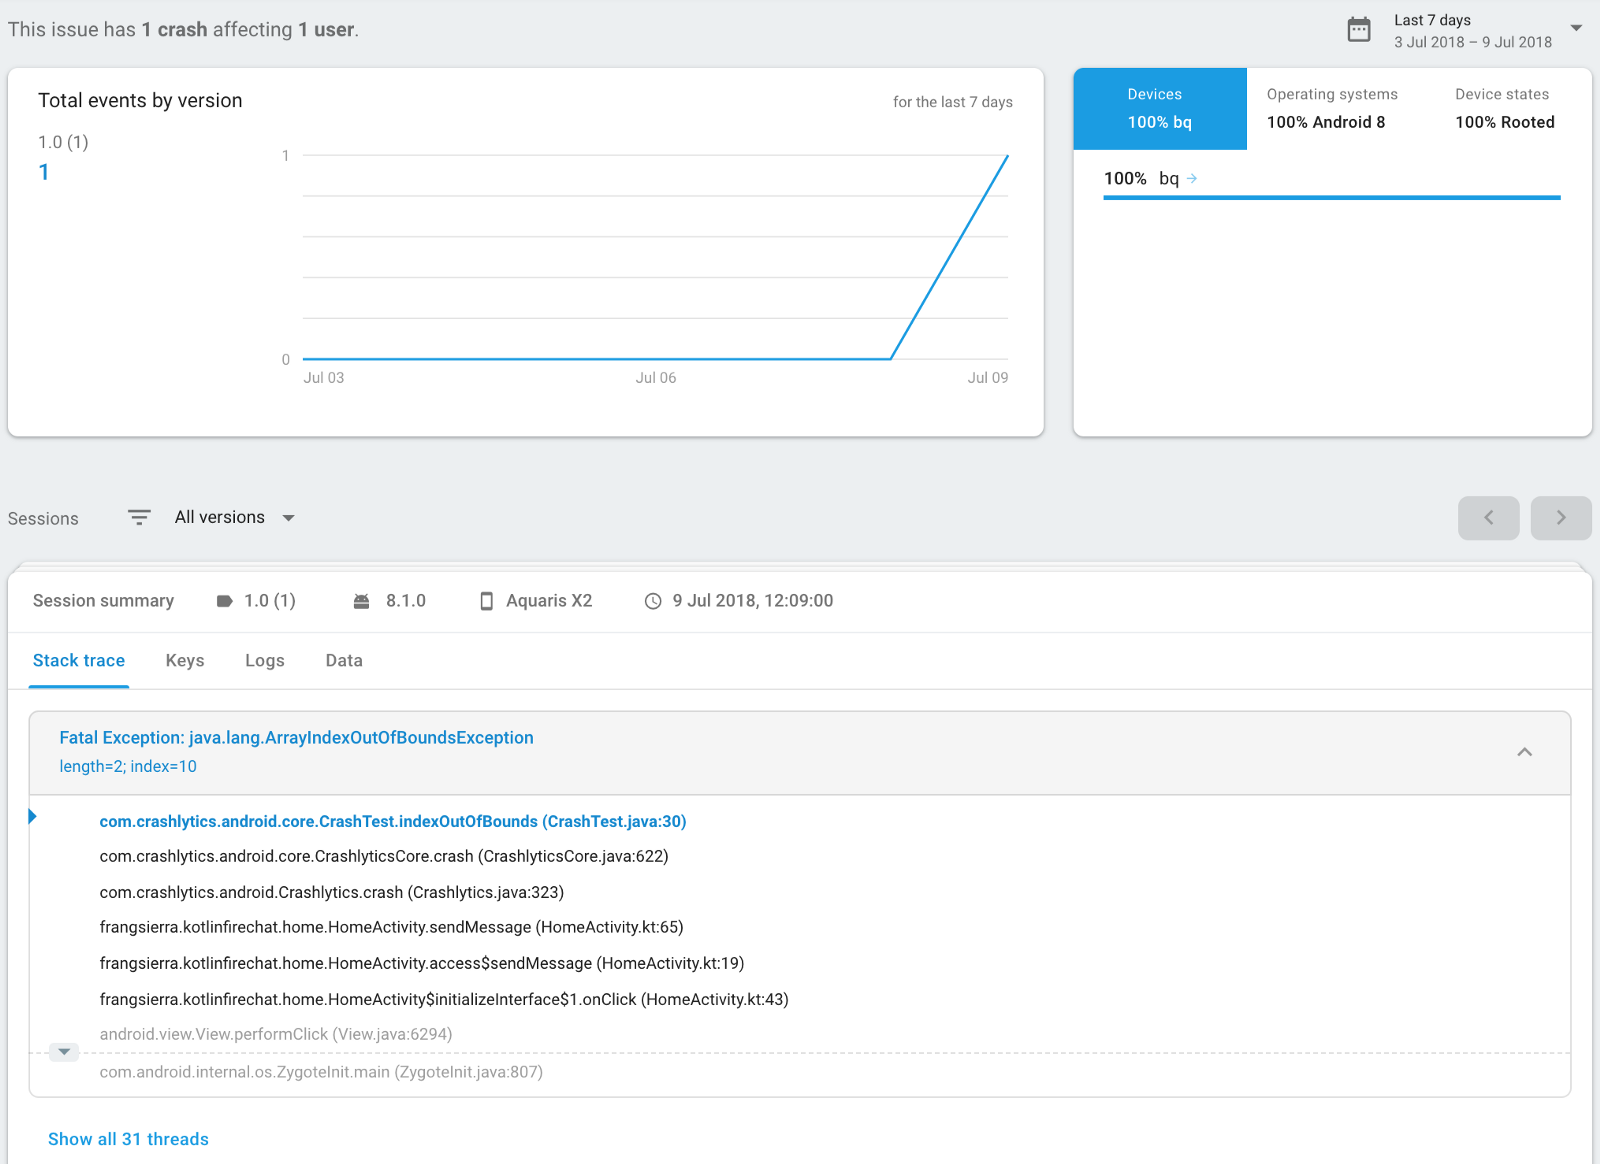 This issue has 1 crash affecting 1 user.
Last 7 days
3 Jul 2018 – 9 Jul 2018
Total events by version
for the last 7 days
1.0 (1)
1
1
0
Jul 03
Jul 06
Jul 09
Devices
100% bq
Operating systems
100% Android 8
Device states
100% Rooted
100% bq
Sessions
All versions
Session summary
1.0 (1)
8.1.0
Aquaris X2
9 Jul 2018, 12:09:00
Stack trace
Keys
Logs
Data
Fatal Exception: java.lang.ArrayIndexOutOfBoundsException
length=2; index=10
com.crashlytics.android.core.CrashTest.indexOutOfBounds (CrashTest.java:30)
com.crashlytics.android.core.CrashlyticsCore.crash (CrashlyticsCore.java:622)
com.crashlytics.android.Crashlytics.crash (Crashlytics.java:323)
frangsierra.kotlinfirechat.home.HomeActivity.sendMessage (HomeActivity.kt:65)
frangsierra.kotlinfirechat.home.HomeActivity.access$sendMessage (HomeActivity.kt:19)
frangsierra.kotlinfirechat.home.HomeActivity$initializeInterface$1.onClick (HomeActivity.kt:43)
android.view.View.performClick (View.java:6294)
com.android.internal.os.ZygoteInit.main (ZygoteInit.java:807)
Show all 31 threads